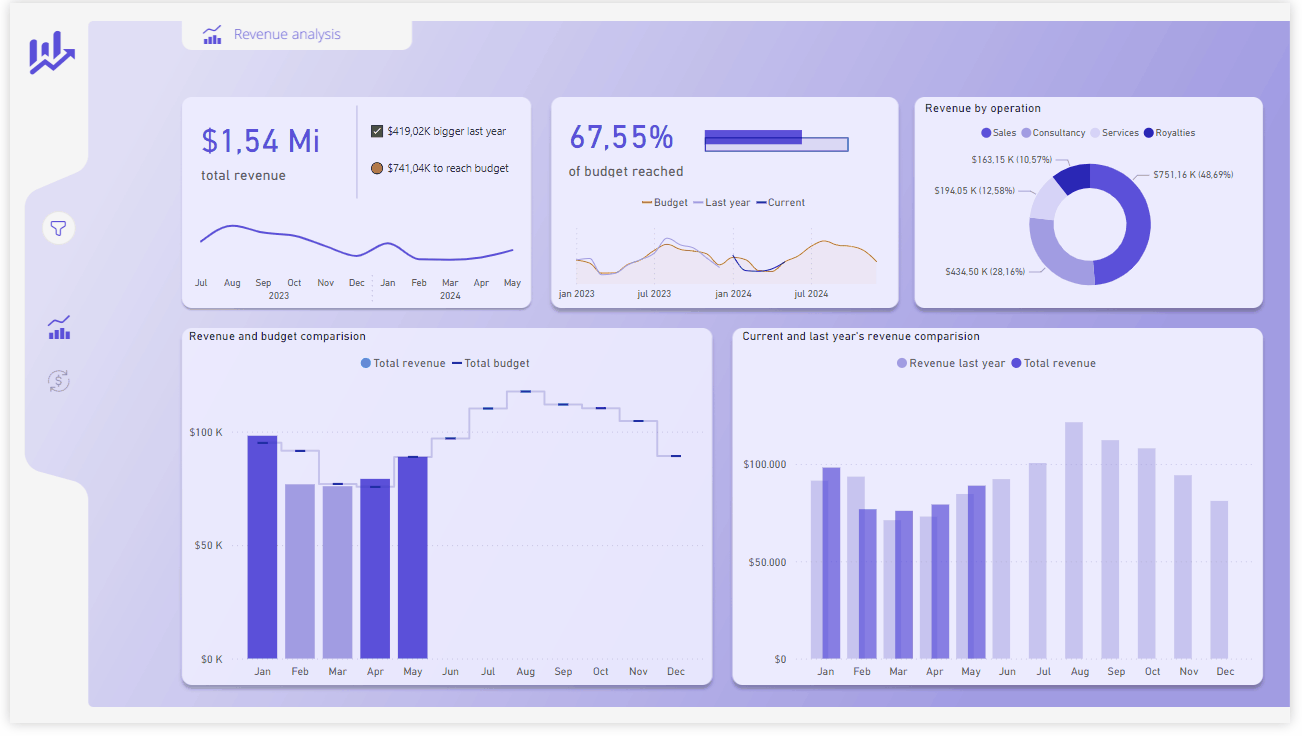 Revenue analysis
$1,54 Mi
total revenue
$419,02K bigger last year
$741,04K to reach budget
Jul Aug Sep Oct Nov Dec Jan Feb Mar Apr May
2023 2024
67,55%
of budget reached
Budget Last year Current
jan 2023 jul 2023 jan 2024 jul 2024
Revenue by operation
Sales Consultancy Services Royalties
$163,15 K (10,57%)
$751,16 K (48,69%)
$194,05 K (12,58%)
$434,50 K (28,16%)
Revenue and budget comparision
Total revenue Total budget
$100 K
$50 K
$0 K
Jan Feb Mar Apr May Jun Jul Aug Sep Oct Nov Dec
Current and last year's revenue comparision
Revenue last year Total revenue
$100.000
$50.000
$0
Jan Feb Mar Apr May Jun Jul Aug Sep Oct Nov Dec